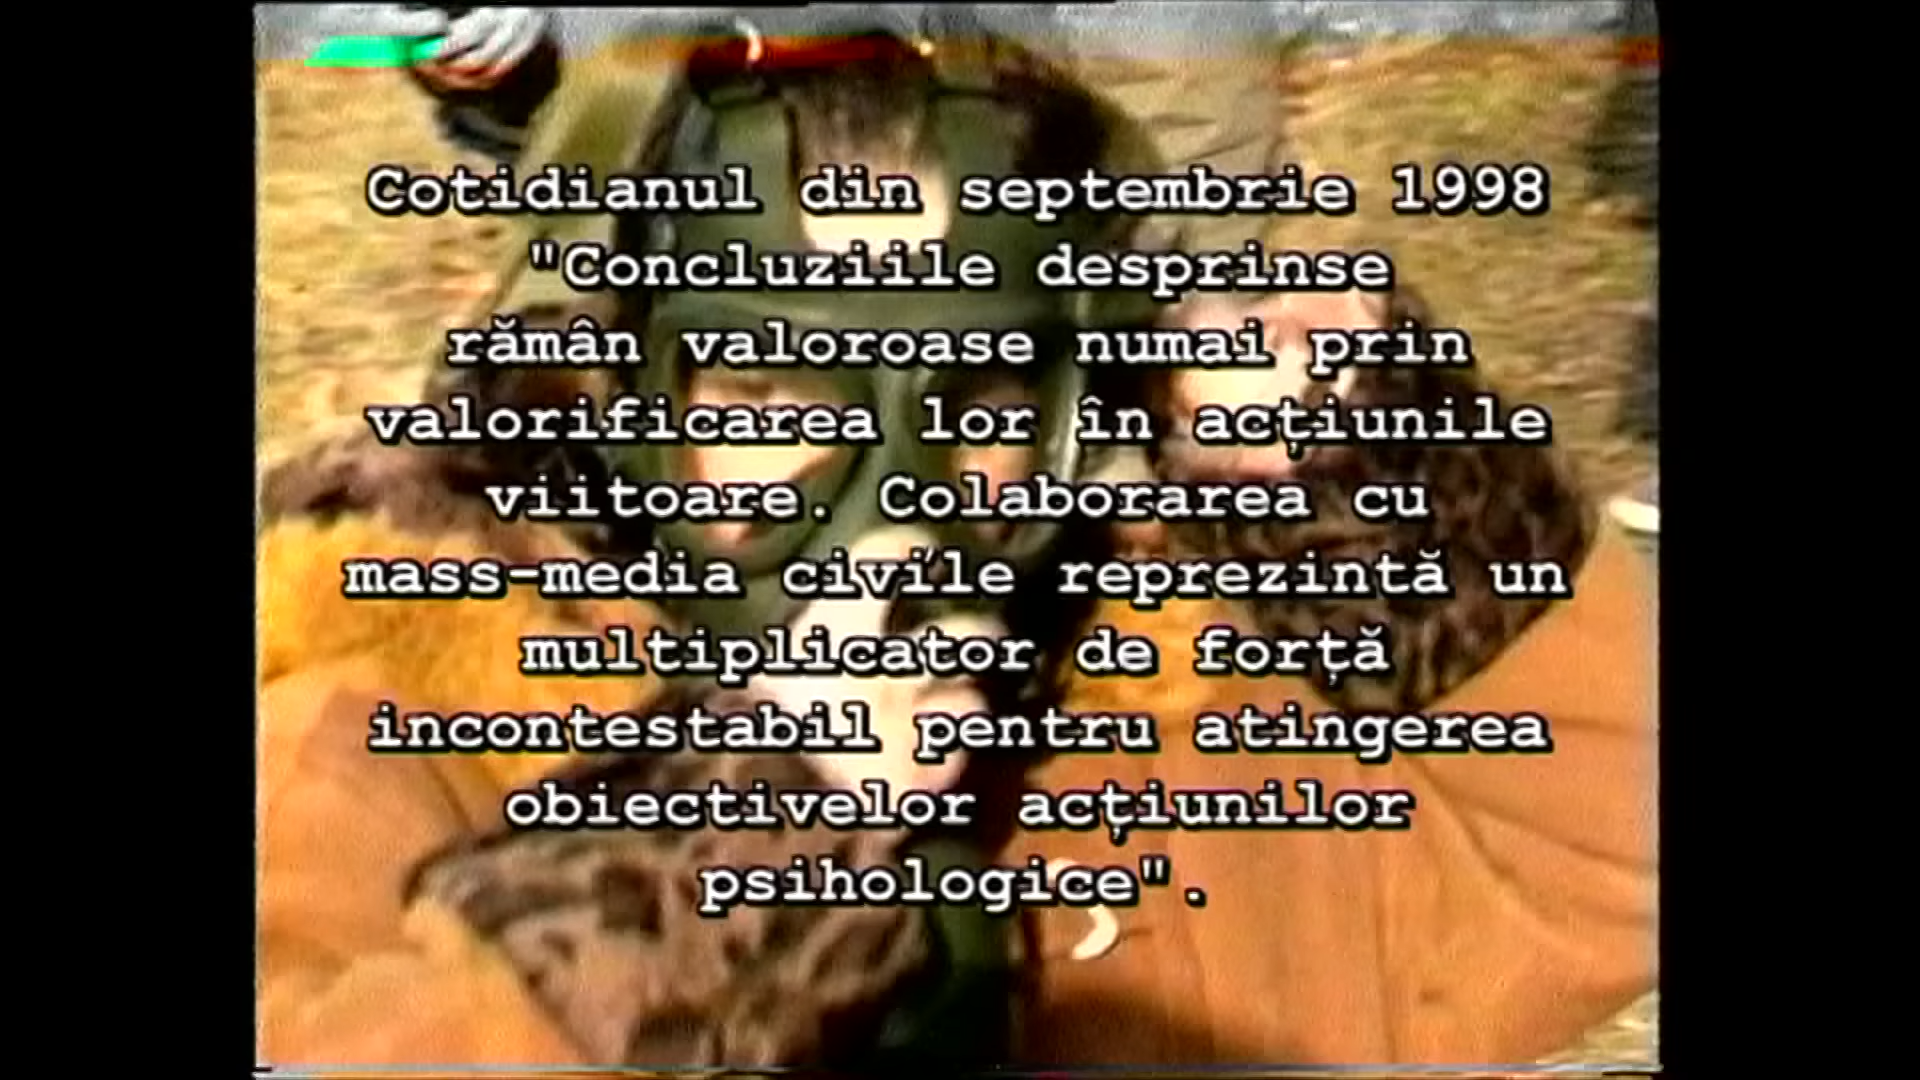 Cotidianul din septembrie 1998
"Concluziile desprinse
rămân valoroase numai prin
valorificarea lor în acțiunile
viitoare. Colaborarea cu
mass-media civile reprezintă un
multiplicator de forță
incontestabil pentru atingerea
obiectivelor acțiunilor
psihologice".